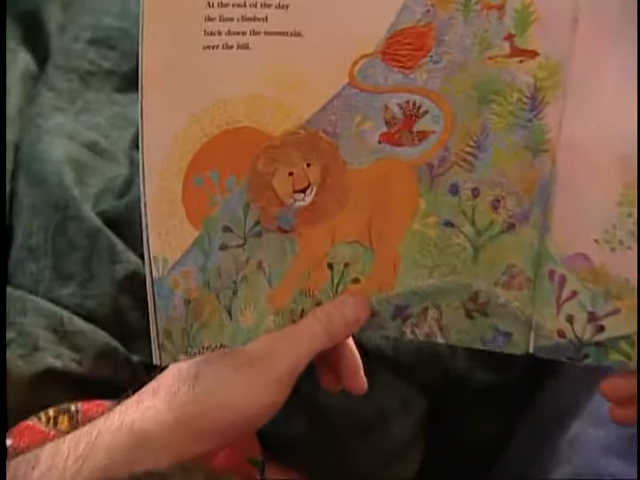 At the end of the day
the lion climbed
back down the mountain,
over the hill.